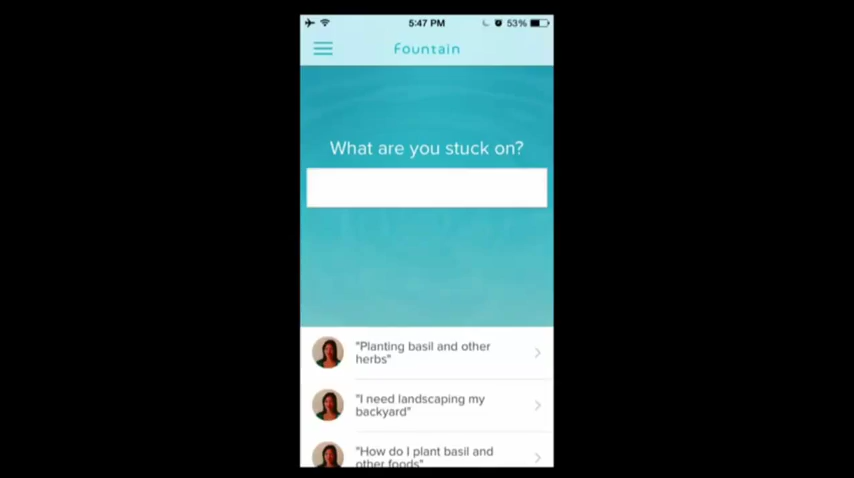 5:47 PM
53%
Fountain
What are you stuck on?
"Planting basil and other
herbs"
"I need landscaping my
backyard"
"How do I plant basil and
other foods"